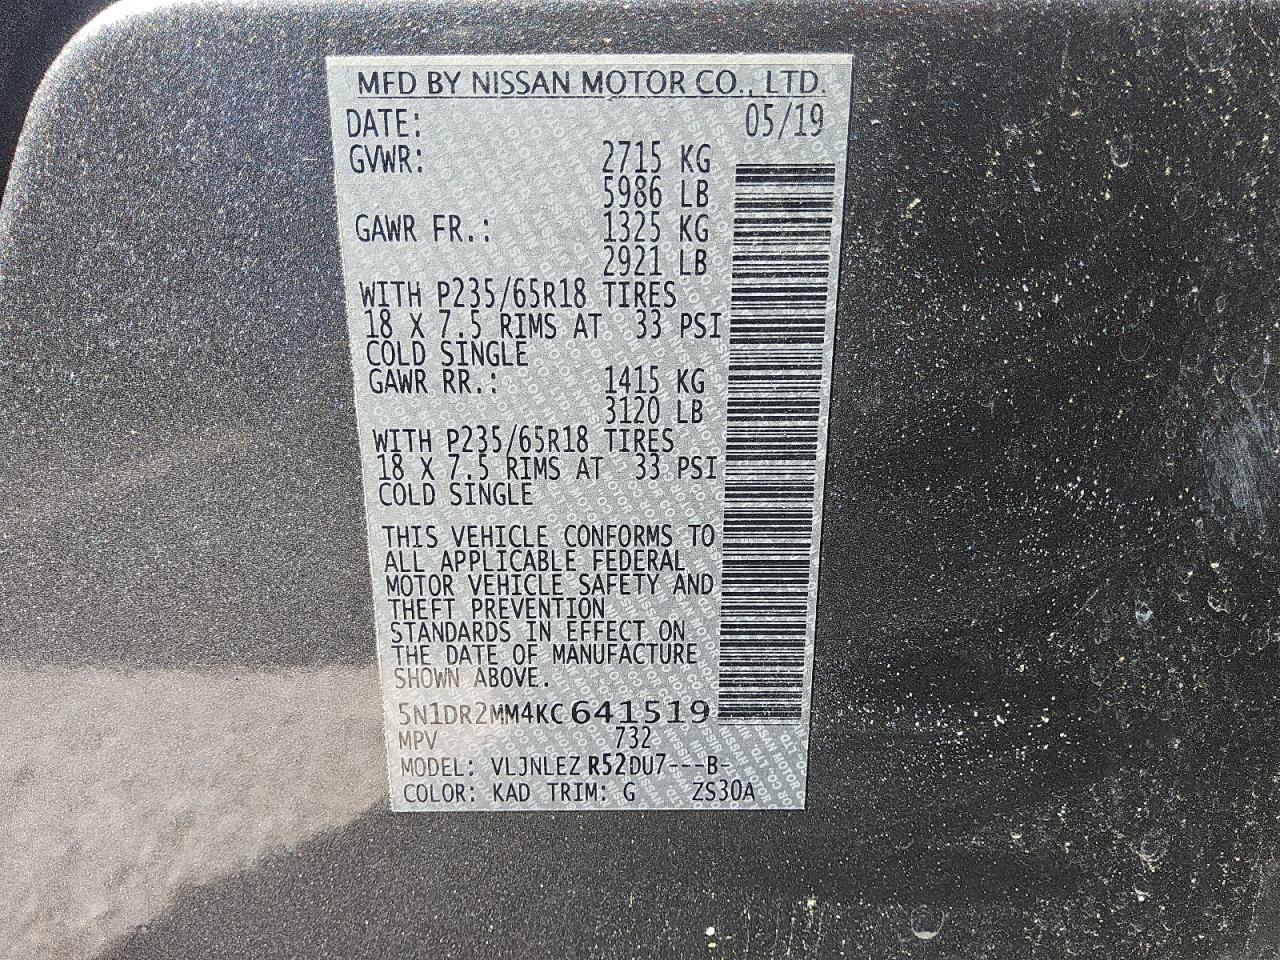 MFD BY NISSAN MOTOR CO., LTD.
DATE: 05/19
GVWR: 2715 KG
5986 LB
GAWR FR.: 1325 KG
2921 LB
WITH P235/65R18 TIRES
18 X 7.5 RIMS AT 33 PSI
COLD SINGLE
GAWR RR.: 1415 KG
3120 LB
WITH P235/65R18 TIRES
18 X 7.5 RIMS AT 33 PSI
COLD SINGLE
THIS VEHICLE CONFORMS TO
ALL APPLICABLE FEDERAL
MOTOR VEHICLE SAFETY AND
THEFT PREVENTION
STANDARDS IN EFFECT ON
THE DATE OF MANUFACTURE
SHOWN ABOVE.
5N1DR2MM4KC641519
MPV 732
MODEL: VLJNLEZ R52DU7---B-
COLOR: KAD TRIM: G ZS30A